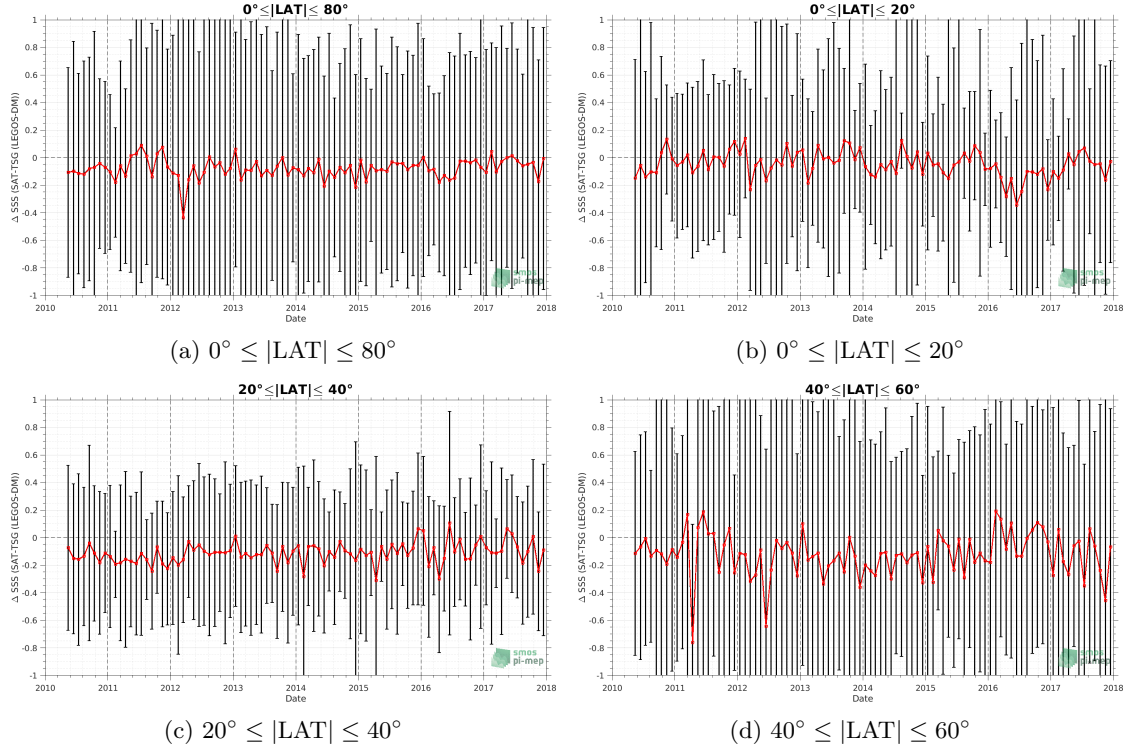 0°≤|LAT|≤ 80°
Δ SSS (SAT-TSG (LEGOS-DM))
1
0.8
0.6
0.4
0.2
0
-0.2
-0.4
-0.6
-0.8
-1
2010 2011 2012 2013 2014 2015 2016 2017 2018
Date
smos
pi-mep
(a) 0° ≤ |LAT| ≤ 80°
0°≤|LAT|≤ 20°
Δ SSS (SAT-TSG (LEGOS-DM))
1
0.8
0.6
0.4
0.2
0
-0.2
-0.4
-0.6
-0.8
-1
2010 2011 2012 2013 2014 2015 2016 2017 2018
Date
smos
pi-mep
(b) 0° ≤ |LAT| ≤ 20°
20°≤|LAT|≤ 40°
Δ SSS (SAT-TSG (LEGOS-DM))
1
0.8
0.6
0.4
0.2
0
-0.2
-0.4
-0.6
-0.8
-1
2010 2011 2012 2013 2014 2015 2016 2017 2018
Date
smos
pi-mep
(c) 20° ≤ |LAT| ≤ 40°
40°≤|LAT|≤ 60°
Δ SSS (SAT-TSG (LEGOS-DM))
1
0.8
0.6
0.4
0.2
0
-0.2
-0.4
-0.6
-0.8
-1
2010 2011 2012 2013 2014 2015 2016 2017 2018
Date
smos
pi-mep
(d) 40° ≤ |LAT| ≤ 60°